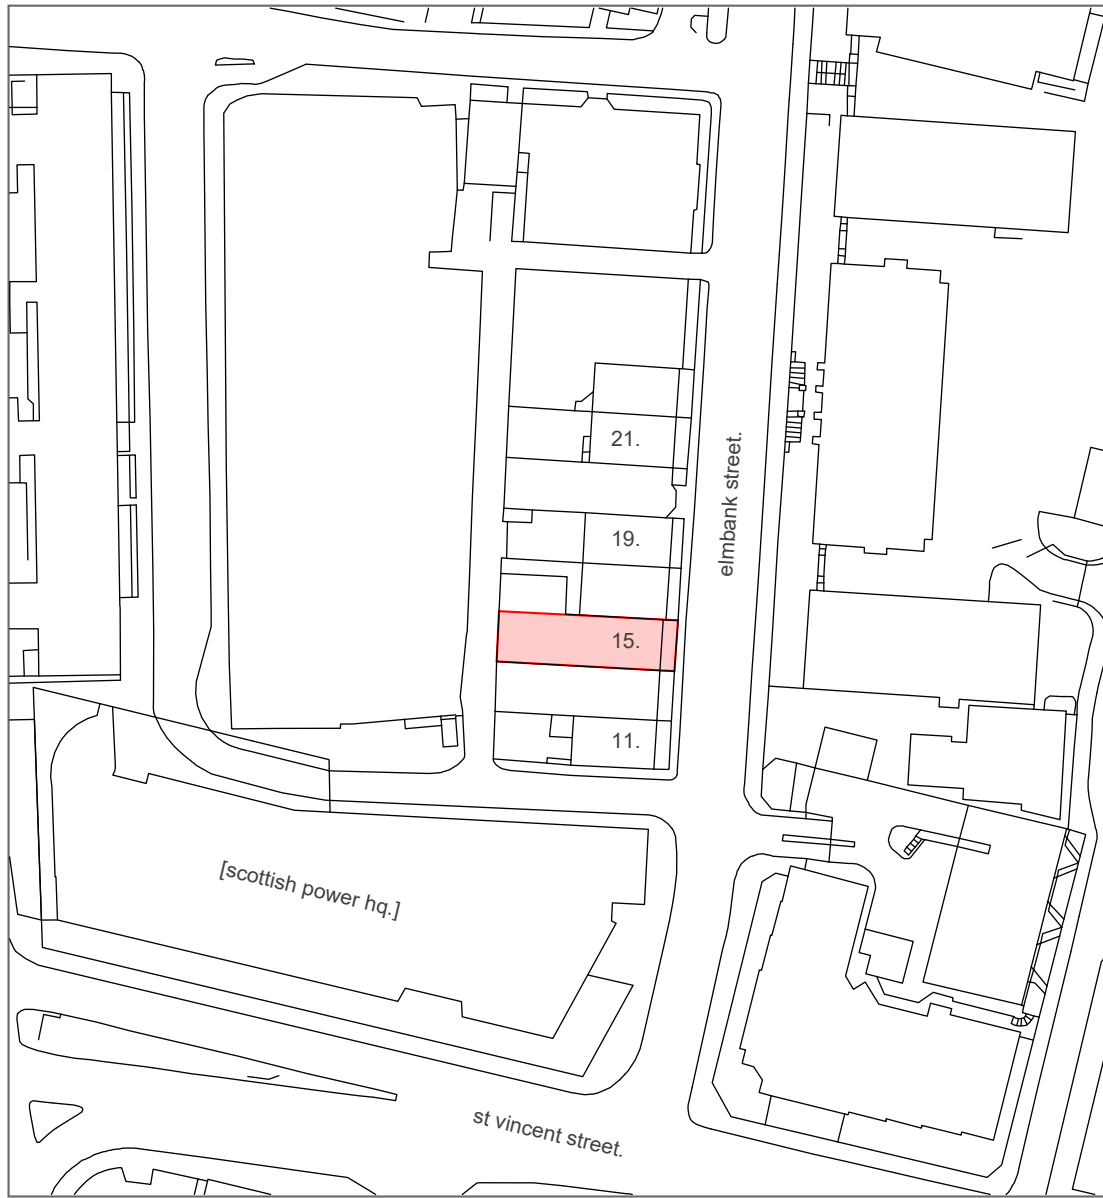 21.
elmbank street.
19.
15.
11.
[scottish power hq.]
st vincent street.